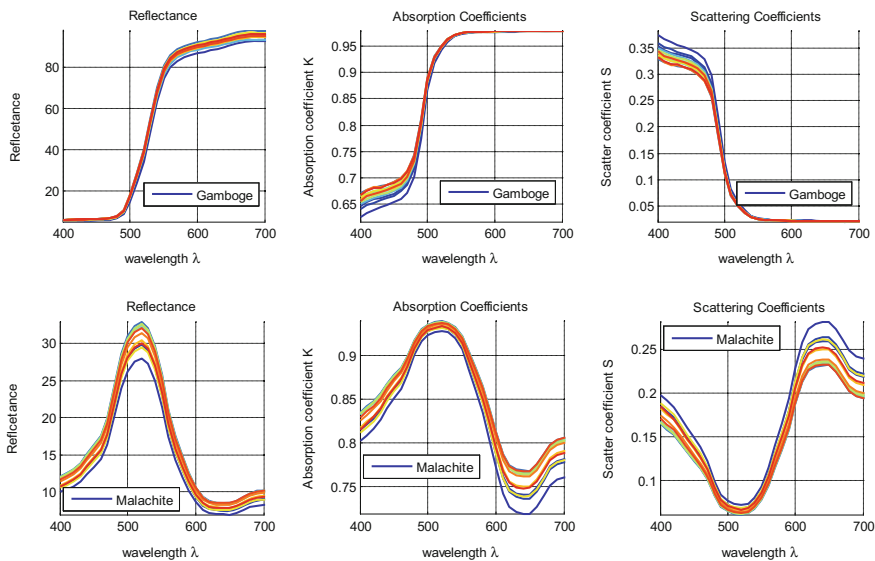 Reflectance
Reflcetance
80
60
40
20
400 500 600 700
wavelength λ
Gamboge
Absorption Coefficients
Absorption coefficient K
0.95
0.9
0.85
0.8
0.75
0.7
0.65
400 500 600 700
wavelength λ
Gamboge
Scattering Coefficients
Scatter coefficient S
0.35
0.3
0.25
0.2
0.15
0.1
0.05
400 500 600 700
wavelength λ
Gamboge
Reflectance
Reflcetance
30
25
20
15
10
400 500 600 700
wavelength λ
Malachite
Absorption Coefficients
Absorption coefficient K
0.9
0.85
0.8
0.75
400 500 600 700
wavelength λ
Malachite
Scattering Coefficients
Scatter coefficient S
0.25
0.2
0.15
0.1
400 500 600 700
wavelength λ
Malachite